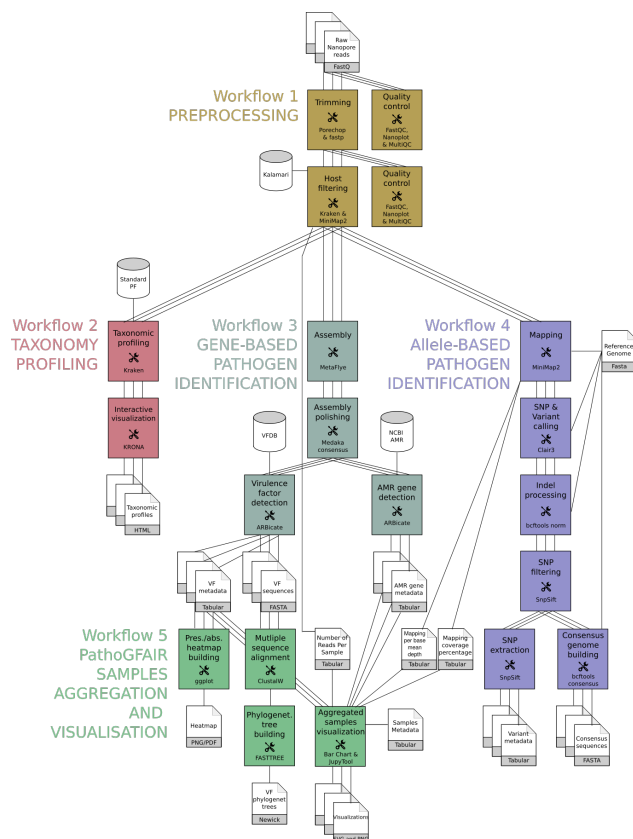 Raw
Nanopore
reads
FastQ
Workflow 1
PREPROCESSING
Trimming
Porechop
& fastp
Quality
control
FastQC,
Nanoplot
& MultiQC
Kalamari
Host
filtering
Kraken &
MiniMap2
Quality
control
FastQC,
Nanoplot
& MultiQC
Standard
PF
Workflow 2
TAXONOMY
PROFILING
Taxonomic
profiling
Kraken
Interactive
visualization
KRONA
Taxonomic
profiles
HTML
Workflow 3
GENE-BASED
PATHOGEN
IDENTIFICATION
Assembly
MetaFlye
Assembly
polishing
Medaka
consensus
VFDB
NCBI
AMR
Virulence
factor
detection
ARBicate
AMR gene
detection
ARBicate
VF
metadata
Tabular
VF
sequences
FASTA
AMR gene
metadata
Tabular
Workflow 4
Allele-BASED
PATHOGEN
IDENTIFICATION
Mapping
MiniMap2
Reference
Genome
Fasta
SNP &
Variant
calling
Clair3
Indel
processing
bcftools norm
SNP
filtering
SnpSift
SNP
extraction
SnpSift
Consensus
genome
building
bcftools
consensus
Variant
metadata
Tabular
Consensus
sequences
FASTA
Number of
Reads Per
Sample
Tabular
Mapping
per base
mean
depth
Tabular
Mapping
coverage
percentage
Tabular
Workflow 5
PathoGFAIR
SAMPLES
AGGREGATION
AND
VISUALISATION
Pres./abs.
heatmap
building
ggplot
Heatmap
PNG/PDF
Mutliple
sequence
alignment
ClustalW
Phylogenet.
tree
building
FASTTREE
VF
phylogenet
trees
Newick
Aggregated
samples
visualization
Bar Chart &
JupyTool
Samples
Metadata
Tabular
Visualizations